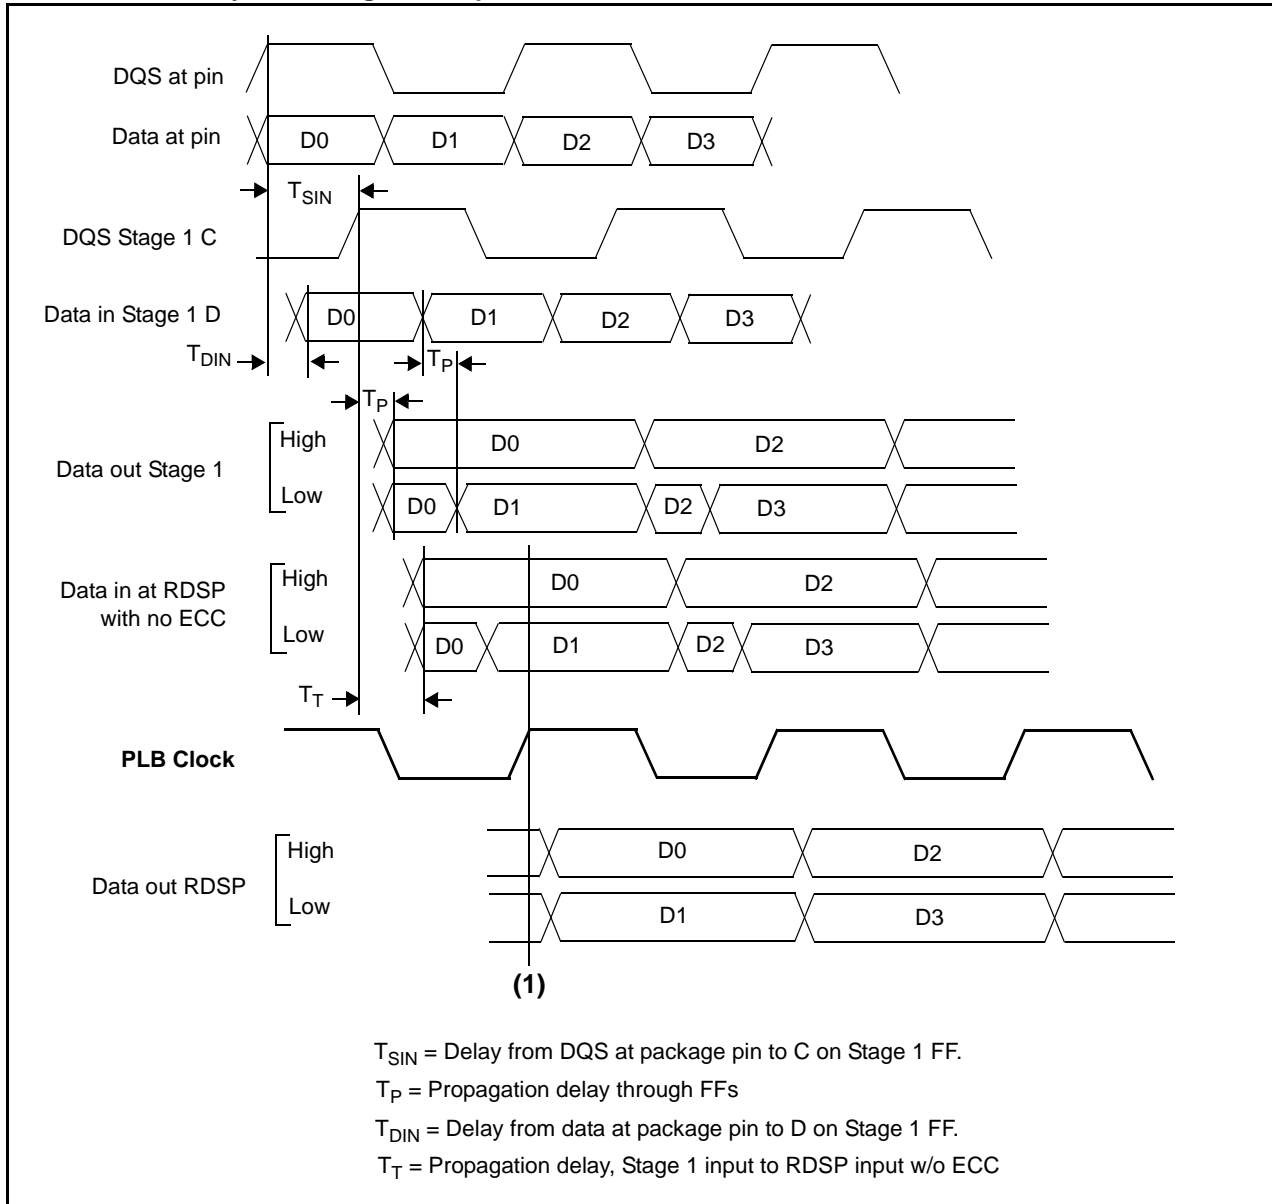 DQS at pin
Data at pin
D0 D1 D2 D3
TSIN
DQS Stage 1 C
Data in Stage 1 D
D0 D1 D2 D3
TDIN
TP
TP
Data out Stage 1
High
D0 D2
Low
D0 D1 D2 D3
Data in at RDSP
with no ECC
High
D0 D2
Low
D0 D1 D2 D3
TT
PLB Clock
Data out RDSP
High
D0 D2
Low
D1 D3
(1)
TSIN = Delay from DQS at package pin to C on Stage 1 FF.
TP = Propagation delay through FFs
TDIN = Delay from data at package pin to D on Stage 1 FF.
TT = Propagation delay, Stage 1 input to RDSP input w/o ECC